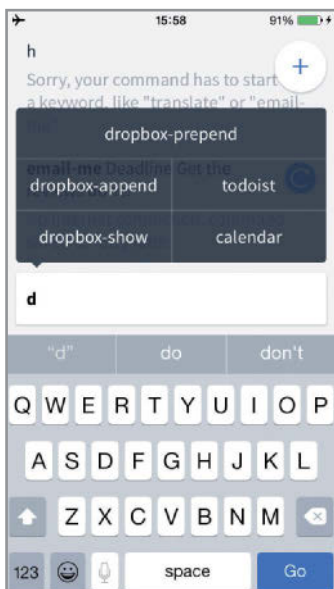 15:58 91%
h
+
Sorry, your command has to start
a keyword, like "translate" or "email-
dropbox-prepend
email-me Deadline Get the
dropbox-append todoist
dropbox-show calendar
d
"d" do don't
Q W E R T Y U I O P
A S D F G H J K L
Z X C V B N M
123 space Go